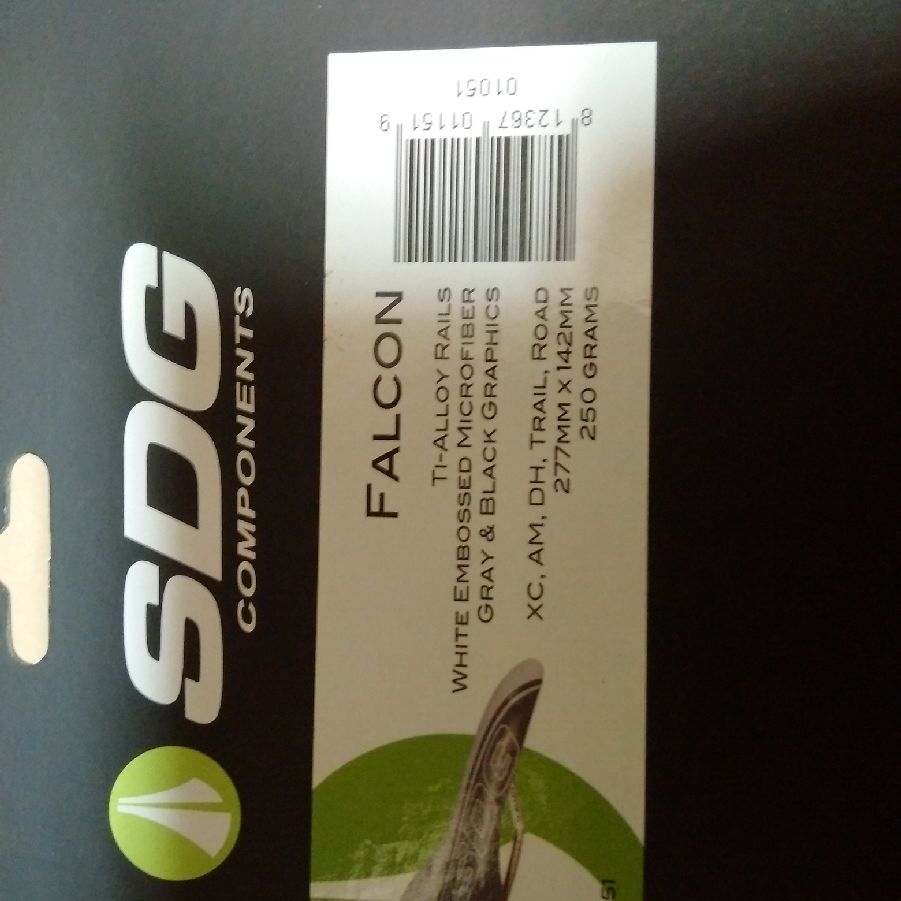 SDG
COMPONENTS
FALCON
TI-ALLOY RAILS
WHITE EMBOSSED MICROFIBER
GRAY & BLACK GRAPHICS
XC, AM, DH, TRAIL, ROAD
277MM X 142MM
250 GRAMS
8 12367 01151 9
01051
51